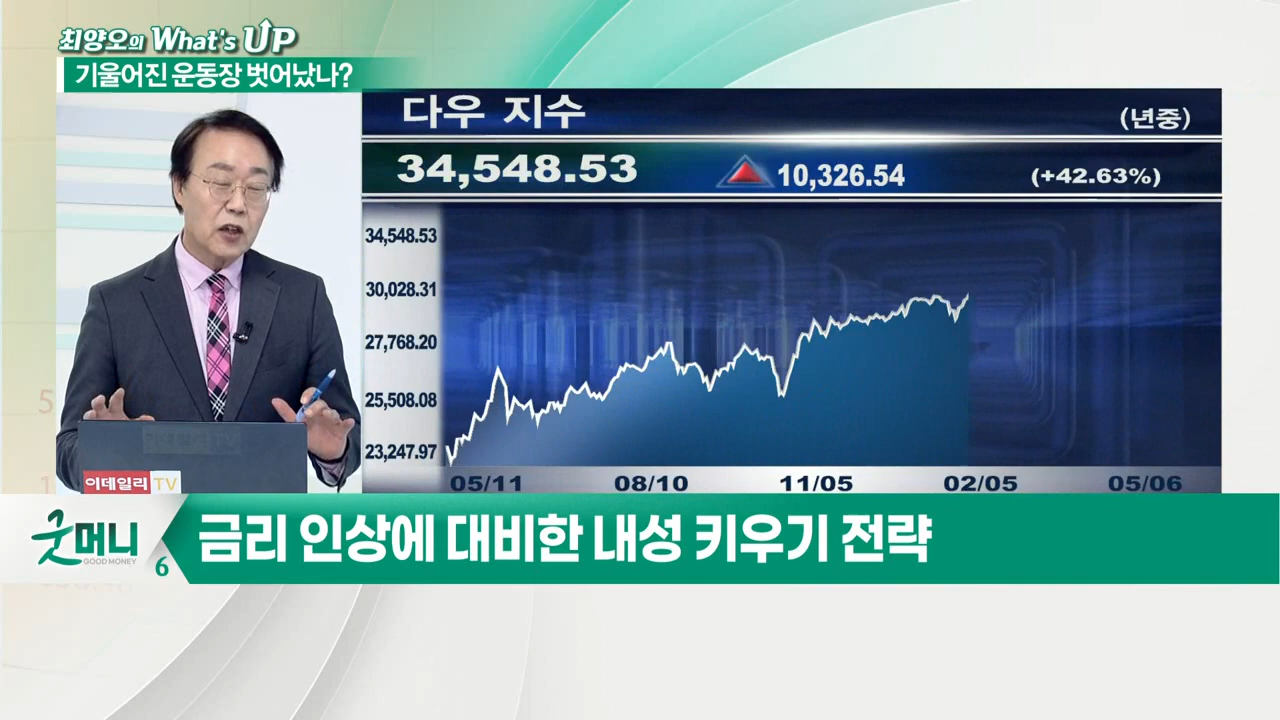 최양오의 What's UP
기울어진 운동장 벗어났나?
다우 지수 (년중)
34,548.53 10,326.54 (+42.63%)
34,548.53
30,028.31
27,768.20
25,508.08
23,247.97
05/11 08/10 11/05 02/05 05/06
이데일리 TV
굿머니
GOOD MONEY
6
금리 인상에 대비한 내성 키우기 전략